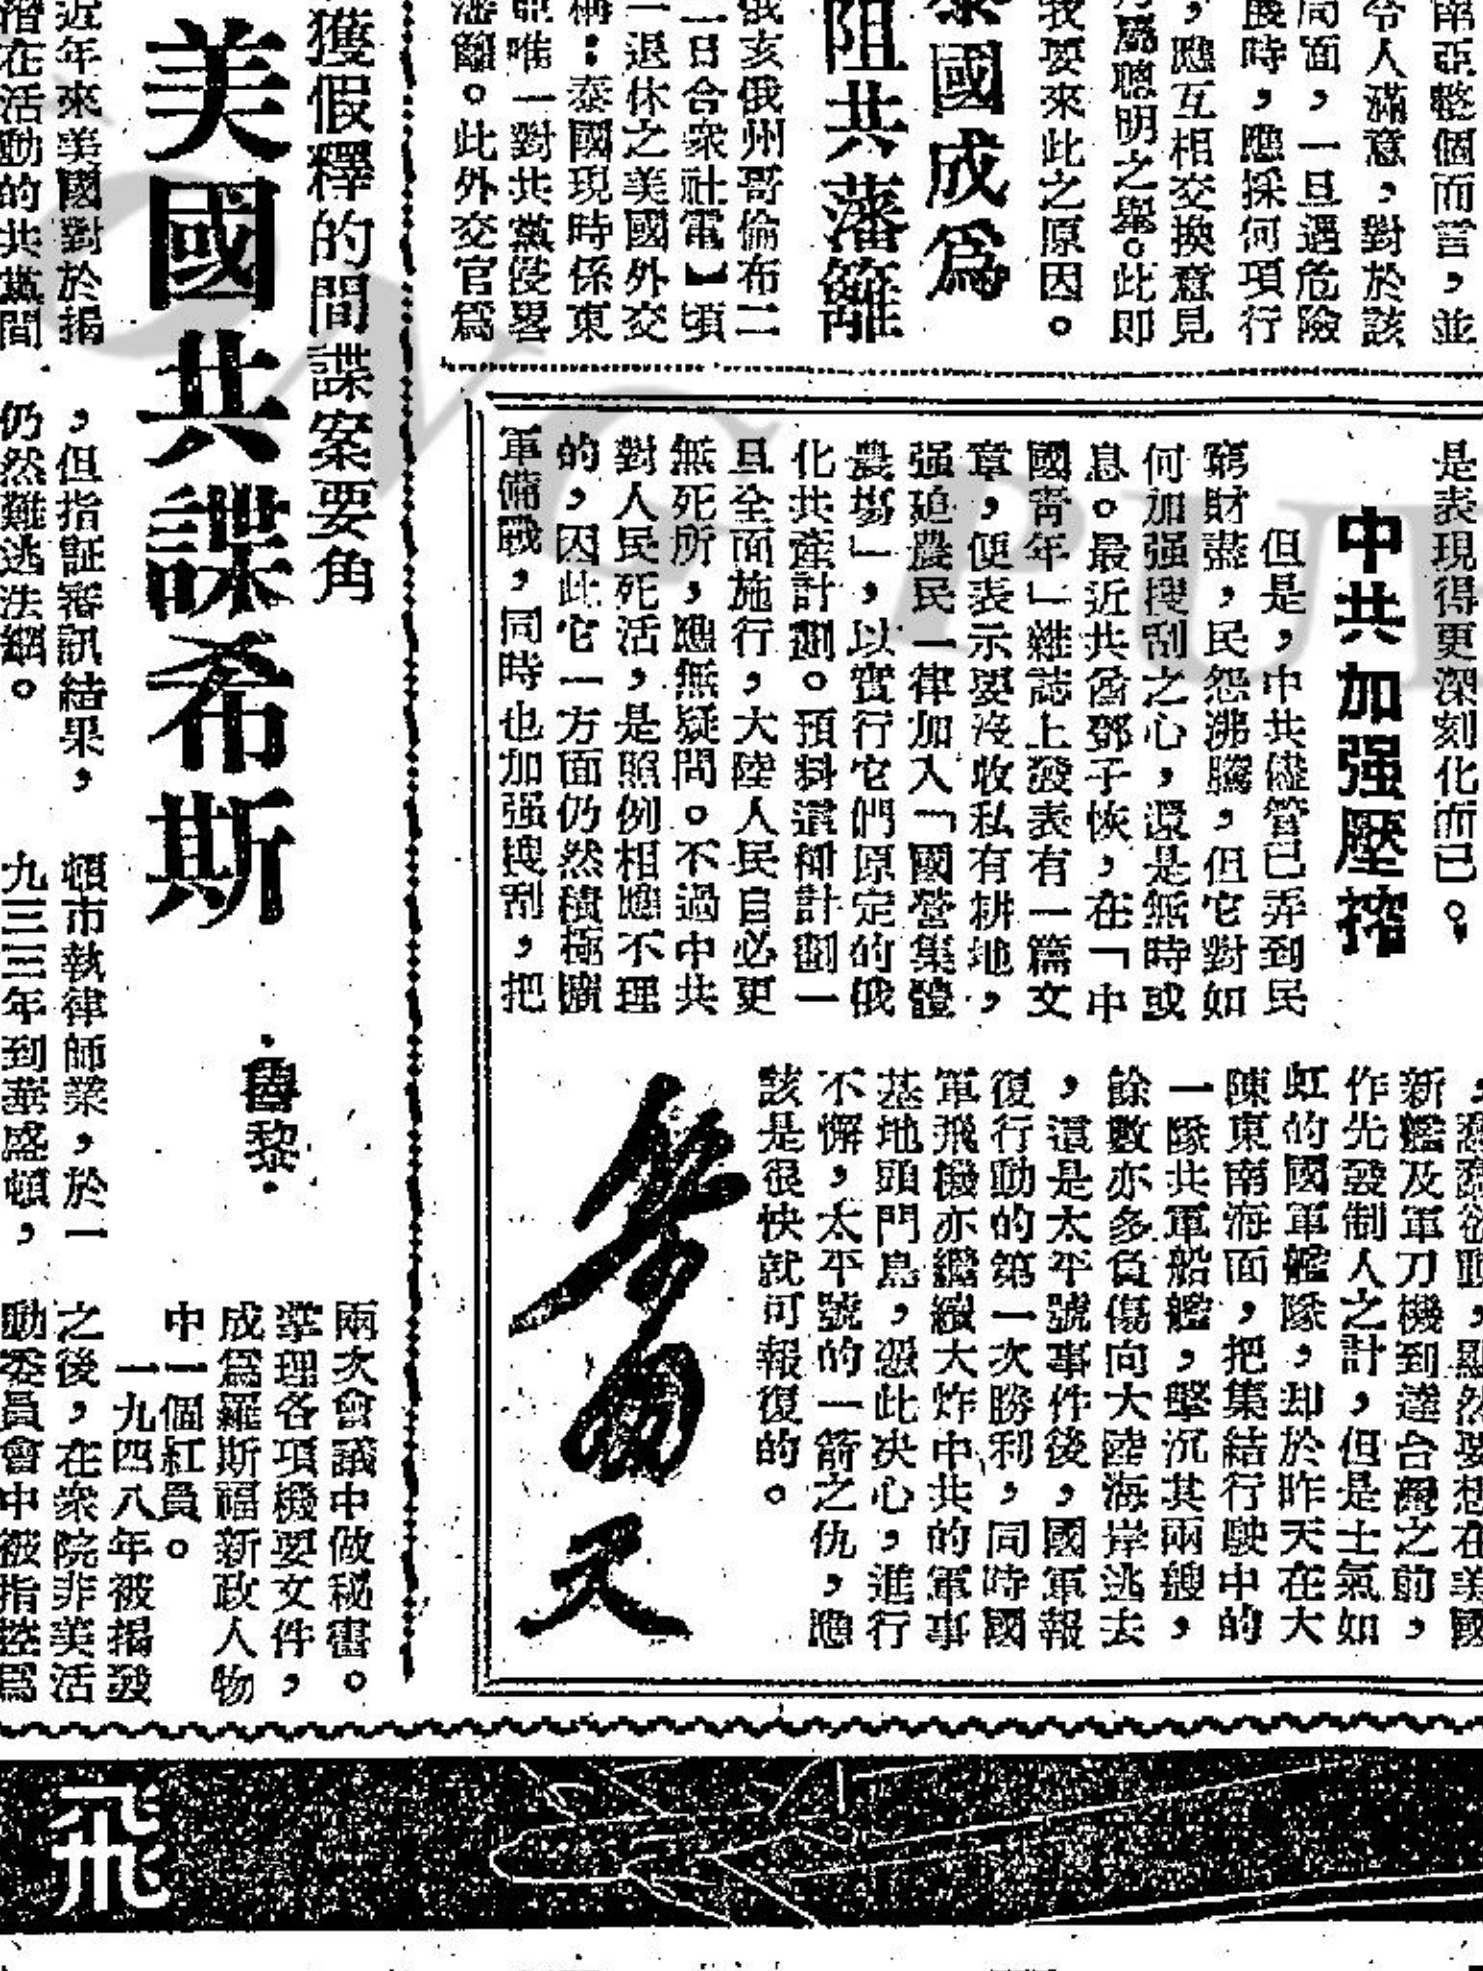 南亞整個而言，並
令人滿意，對於該
局面，一旦遇危險
展時，應採何項行
，應互相交換意見
乃屬聰明之舉。此即
我要來此之原因。
泰國成爲
阻共藩籬
俄亥俄州哥倫布二
二日合衆社電】頃
一退休之美國外交
稱：泰國現時係東
亞唯一對共黨侵畧
藩籬。此外交官爲
是表現得更深刻化而已。
中共加强壓搾
但是，中共儘管已弄到民
窮財盡，民怨沸騰，但它對如
何加强搜刮之心，還是無時或
息。最近共酋鄧子恢，在「中
國靑年」雜誌上發表有一篇文
章，便表示要沒收私有耕地，
强迫農民一律加入「國營集體
農場」，以實行它們原定的俄
化共產計劃。預料這種計劃一
旦全面施行，大陸人民自必更
無死所，應無疑問。不過中共
對人民死活，是照例相應不理
的，因此它一方面仍然積極擴
軍備戰，同時也加强搜刮，把
，顯然要想在美國
新艦及軍刀機到達台灣之前，
作先發制人之計，但是士氣如
虹的國軍艦隊，却於昨天在大
陳東南海面，把集結行駛中的
一隊共軍船艦，擊沉其兩艘，
餘數亦多負傷向大陸海岸逃去
，這是太平號事件後，國軍報
復行動的第一次勝利，同時國
軍飛機亦繼續大炸中共的軍事
基地頭門島，憑此決心，進行
不懈，太平號的一箭之仇，應
該是很快就可報復的。
獲假釋的間諜案要角
美國共諜希斯
·魯黎·
近年來美國對於揭
潛在活動的共黨間
，但指証審訊結果，
仍然難逃法網。
頓市執律師業，於一
九三三年到華盛頓，
兩次會議中做秘書。
掌理各項機要文件，
成爲羅斯福新政人物
中一個紅員。
一九四八年被揭發
之後，在衆院非美活
動委員會中被指控爲
飛